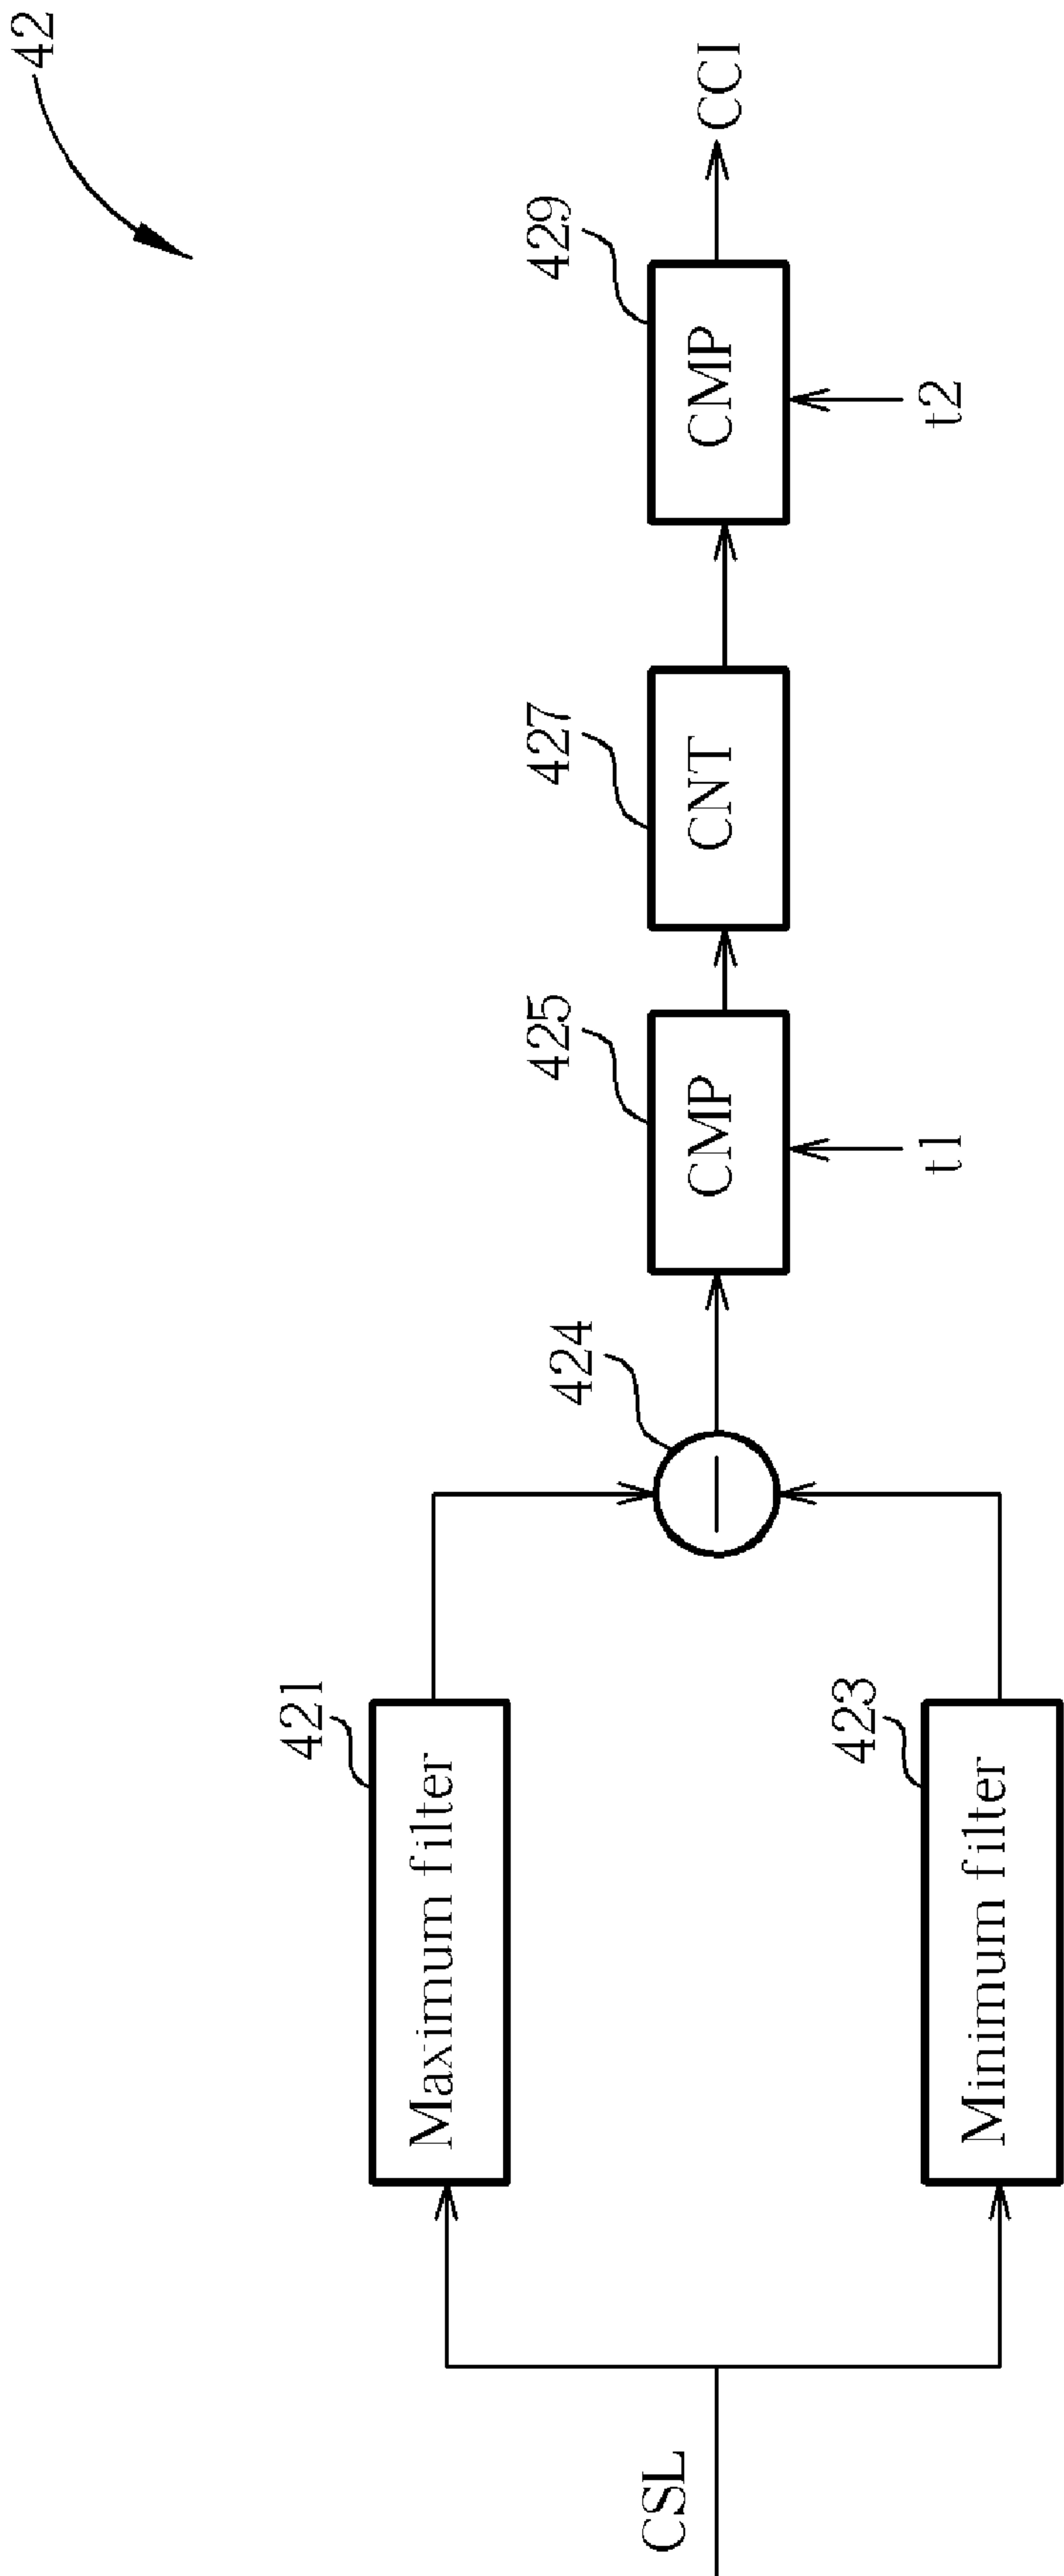 42
CSL
421
Maximum filter
423
Minimum filter
424
425
CMP
t1
427
CNT
429
CMP
t2
CCI